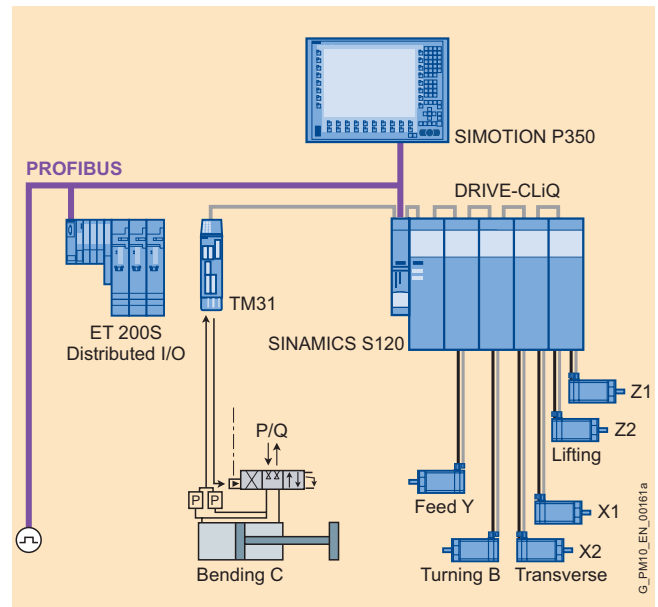 SIMOTION P350
PROFIBUS
DRIVE-CLiQ
TM31
ET 200S
Distributed I/O
SINAMICS S120
P/Q
P P
Bending C
Feed Y
Turning B
Transverse
X2
X1
Lifting
Z2
Z1
G_PM10_EN_00161a